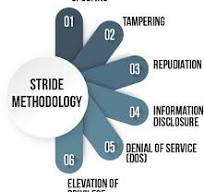 01
TAMPERING
02
REPUDIATION
03
STRIDE
METHODOLOGY
04
INFORMATION
DISCLOSURE
05
DENIAL OF SERVICE
(DOS)
06
ELEVATION OF